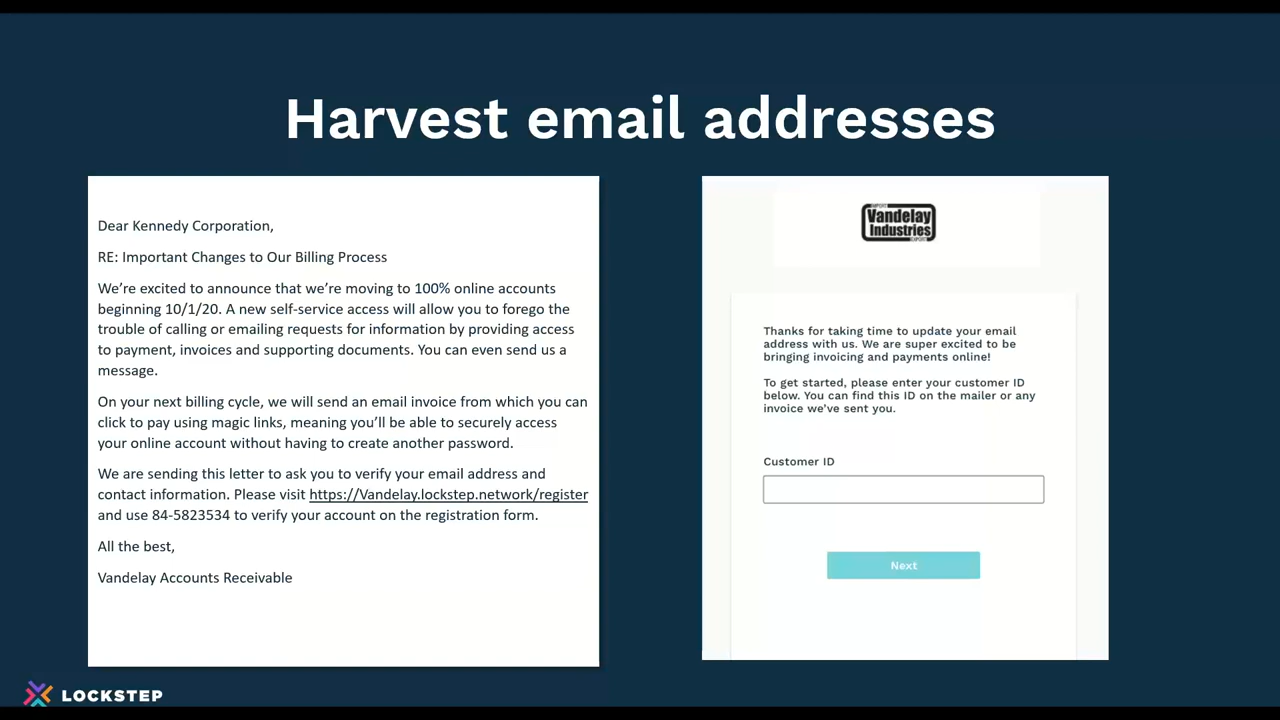 Harvest email addresses
Dear Kennedy Corporation,
RE: Important Changes to Our Billing Process
We’re excited to announce that we’re moving to 100% online accounts
beginning 10/1/20. A new self-service access will allow you to forego the
trouble of calling or emailing requests for information by providing access
to payment, invoices and supporting documents. You can even send us a
message.
On your next billing cycle, we will send an email invoice from which you can
click to pay using magic links, meaning you’ll be able to securely access
your online account without having to create another password.
We are sending this letter to ask you to verify your email address and
contact information. Please visit https://Vandelay.lockstep.network/register
and use 84-5823534 to verify your account on the registration form.
All the best,
Vandelay Accounts Receivable
Vandelay
Industries
Thanks for taking time to update your email
address with us. We are super excited to be
bringing invoicing and payments online!
To get started, please enter your customer ID
below. You can find this ID on the mailer or any
invoice we’ve sent you.
Customer ID
Next
LOCKSTEP